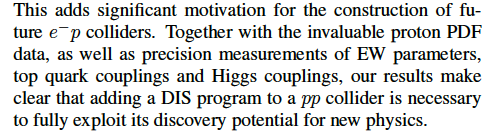 This adds significant motivation for the construction of fu-
ture e⁻p colliders. Together with the invaluable proton PDF
data, as well as precision measurements of EW parameters,
top quark couplings and Higgs couplings, our results make
clear that adding a DIS program to a pp collider is necessary
to fully exploit its discovery potential for new physics.